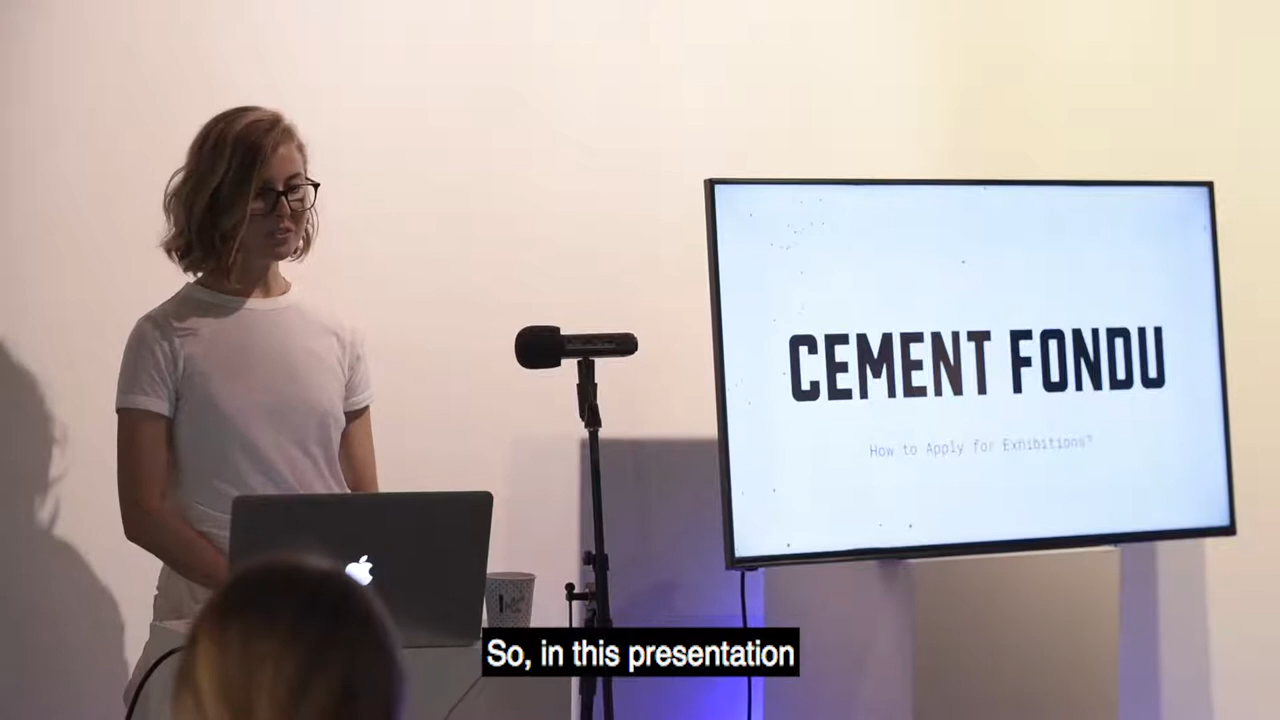 CEMENT FONDU
How to Apply for Exhibitions
So, in this presentation